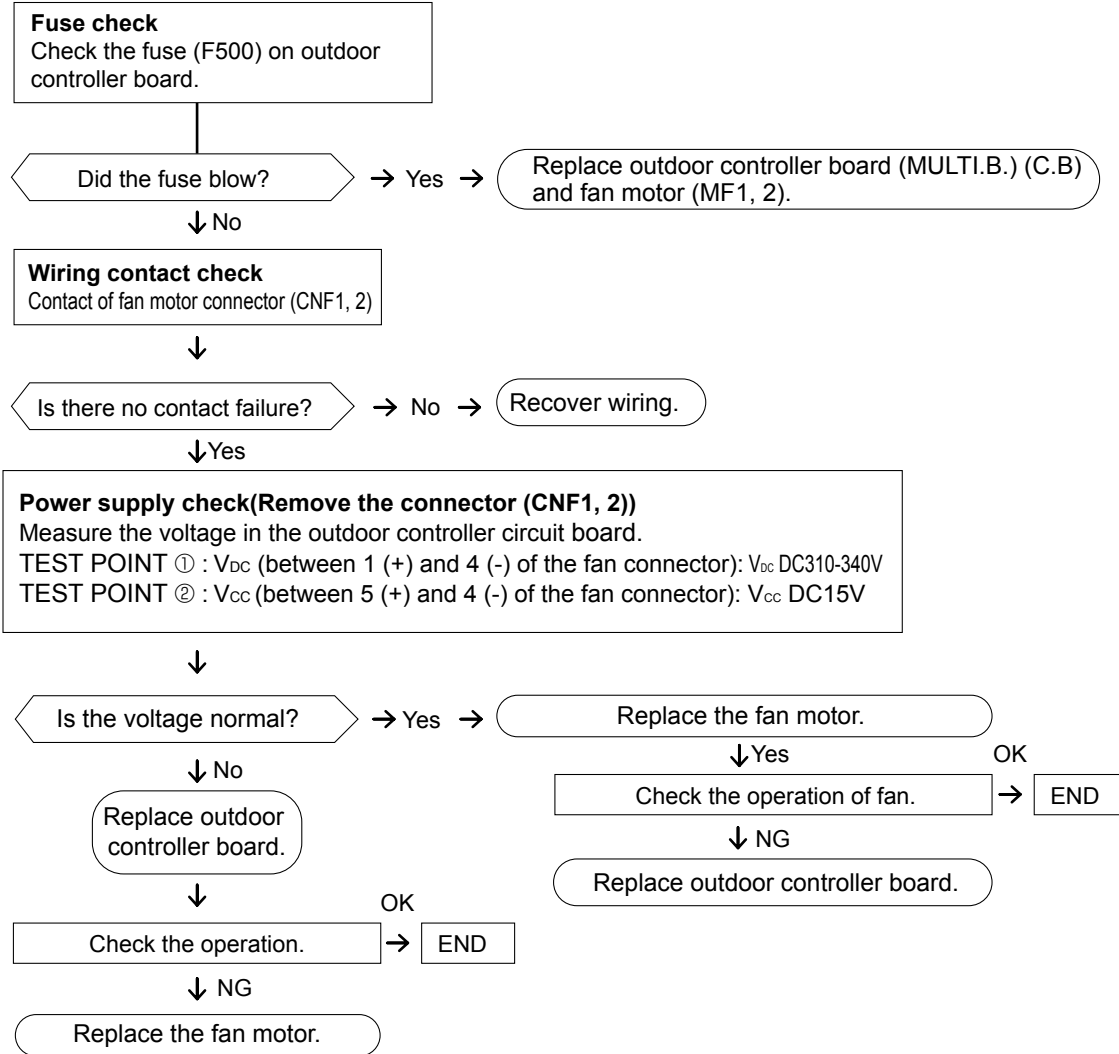 Fuse check
Check the fuse (F500) on outdoor
controller board.
Did the fuse blow?
Yes
Replace outdoor controller board (MULTI.B.) (C.B)
and fan motor (MF1, 2).
No
Wiring contact check
Contact of fan motor connector (CNF1, 2)
Is there no contact failure?
No
Recover wiring.
Yes
Power supply check(Remove the connector (CNF1, 2))
Measure the voltage in the outdoor controller circuit board.
TEST POINT ① : VDC (between 1 (+) and 4 (-) of the fan connector): VDC DC310-340V
TEST POINT ② : VCC (between 5 (+) and 4 (-) of the fan connector): VCC DC15V
Is the voltage normal?
Yes
Replace the fan motor.
Yes
OK
Check the operation of fan.
END
NG
Replace outdoor controller board.
No
Replace outdoor
controller board.
OK
Check the operation.
END
NG
Replace the fan motor.